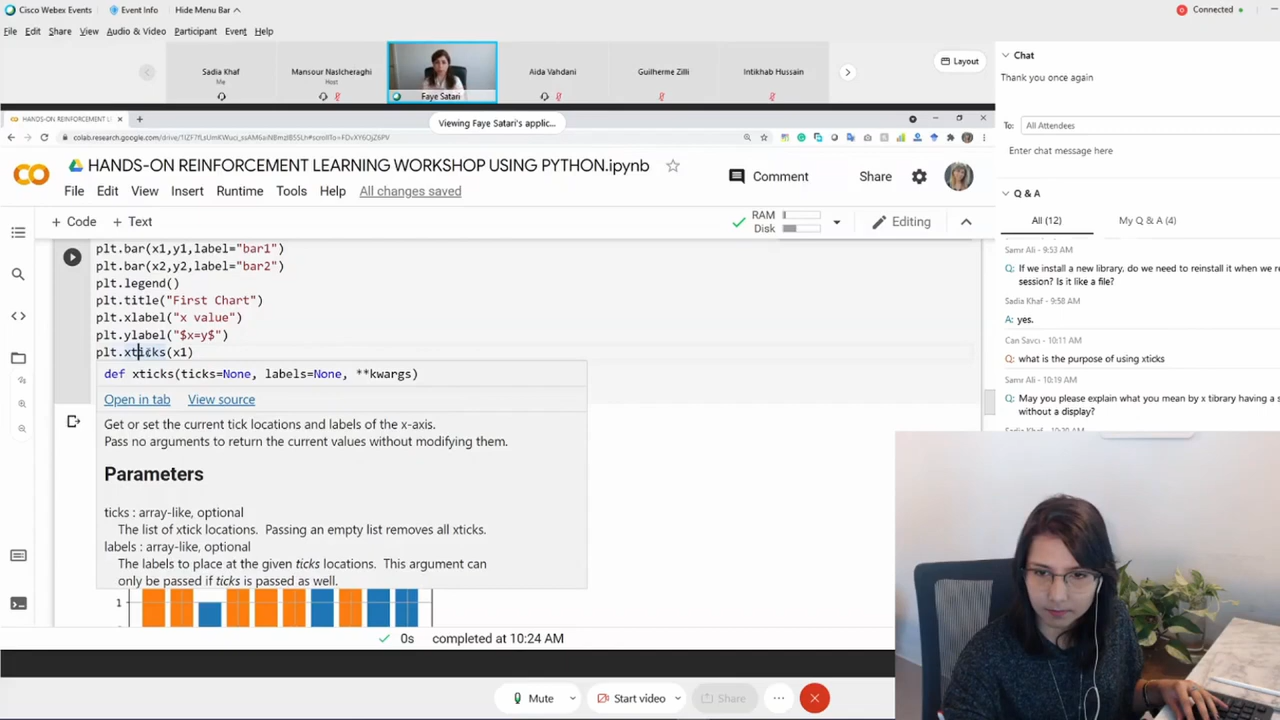 Cisco Webex Events
Event Info
Hide Menu Bar
Connected
File Edit Share View Audio & Video Participant Event Help
Sadia Khaf
Me
Mansour Naslcheraghi
Host
Faye Satari
Aida Vahdani
Guilherme Zilli
Intikhab Hussain
Layout
HANDS-ON REINFORCEMENT L
Viewing Faye Satari's applic...
HANDS-ON REINFORCEMENT LEARNING WORKSHOP USING PYTHON.ipynb
Comment
Share
File Edit View Insert Runtime Tools Help All changes saved
+ Code + Text
RAM
Disk
Editing
plt.bar(x1,y1,label="bar1")
plt.bar(x2,y2,label="bar2")
plt.legend()
plt.title("First Chart")
plt.xlabel("x value")
plt.ylabel("$x=y$")
plt.xticks(x1)
def xticks(ticks=None, labels=None, **kwargs)
Open in tab View source
Get or set the current tick locations and labels of the x-axis.
Pass no arguments to return the current values without modifying them.
Parameters
ticks : array-like, optional
The list of xtick locations. Passing an empty list removes all xticks.
labels : array-like, optional
The labels to place at the given ticks locations. This argument can
only be passed if ticks is passed as well.
1
0s completed at 10:24 AM
Chat
Thank you once again
To: All Attendees
Enter chat message here
Q & A
All (12)
My Q & A (4)
Samr Ali - 9:53 AM
Q: If we install a new library, do we need to reinstall it when we
session? Is it like a file?
Sadia Khaf - 9:58 AM
A: yes.
Can Savcı - 10:11 AM
Q: what is the purpose of using xticks
Samr Ali - 10:19 AM
Q: May you please explain what you mean by x library having a
without a display?
Mute
Start video
Share